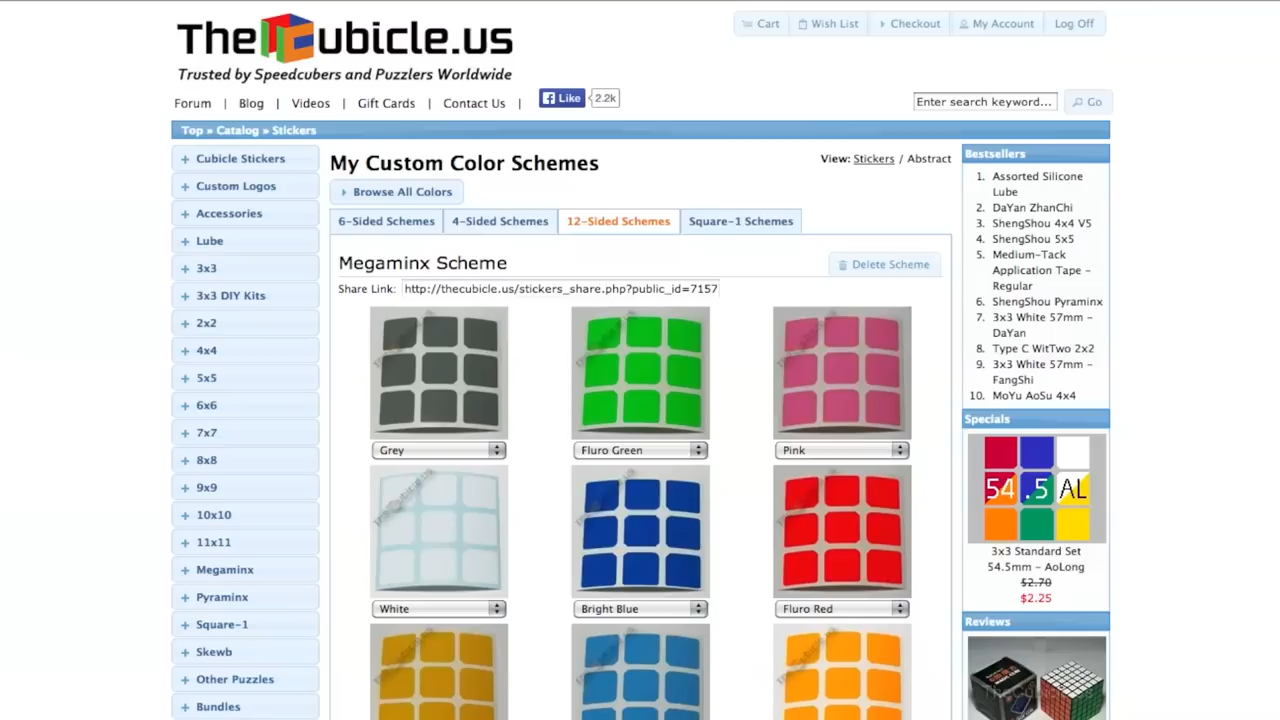 TheCubicle.us
Trusted by Speedcubers and Puzzlers Worldwide
Cart
Wish List
Checkout
My Account
Log Off
Forum | Blog | Videos | Gift Cards | Contact Us |
Like
2.2k
Enter search keyword...
Go
Top » Catalog » Stickers
Cubicle Stickers
Custom Logos
Accessories
Lube
3x3
3x3 DIY Kits
2x2
4x4
5x5
6x6
7x7
8x8
9x9
10x10
11x11
Megaminx
Pyraminx
Square-1
Skewb
Other Puzzles
Bundles
My Custom Color Schemes
View: Stickers / Abstract
Browse All Colors
6-Sided Schemes
4-Sided Schemes
12-Sided Schemes
Square-1 Schemes
Megaminx Scheme
Delete Scheme
Share Link: http://thecubicle.us/stickers_share.php?public_id=7157
Grey
Fluro Green
Pink
White
Bright Blue
Fluro Red
Bestsellers
1. Assorted Silicone
Lube
2. DaYan ZhanChi
3. ShengShou 4x4 V5
4. ShengShou 5x5
5. Medium-Tack
Application Tape -
Regular
6. ShengShou Pyraminx
7. 3x3 White 57mm -
DaYan
8. Type C WitTwo 2x2
9. 3x3 White 57mm -
FangShi
10. MoYu AoSu 4x4
Specials
54 .5 AL
3x3 Standard Set
54.5mm - AoLong
$2.70
$2.25
Reviews